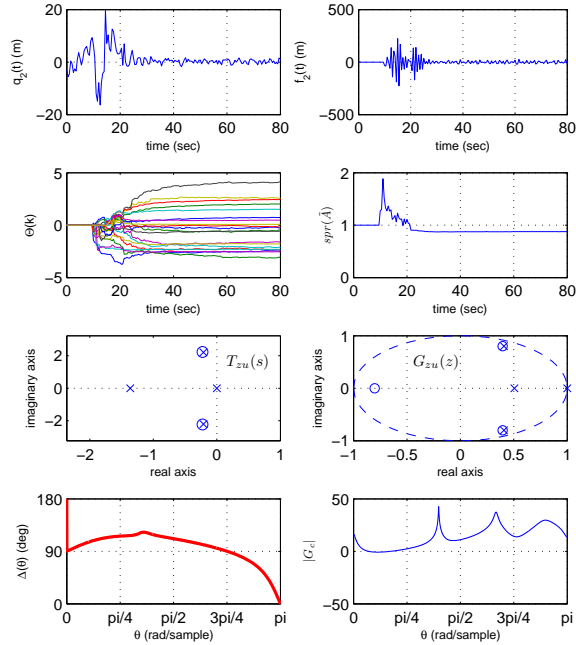 20
0
−20
0 20 40 60 80
time (sec)
q2(t) (m)
500
0
−500
0 20 40 60 80
time (sec)
f2(t) (m)
5
0
−5
0 20 40 60 80
time (sec)
Θ(k)
2
1
0
0 20 40 60 80
time (sec)
spr(Ã)
2
0
−2
−2 −1 0 1
real axis
imaginary axis
Tzu(s)
1
0
−1
−1 −0.5 0 0.5 1
real axis
imaginary axis
Gzu(z)
180
90
0
0 pi/4 pi/2 3pi/4 pi
θ (rad/sample)
Δ(θ) (deg)
50
0
−50
0 pi/4 pi/2 3pi/4 pi
θ (rad/sample)
|Gc|